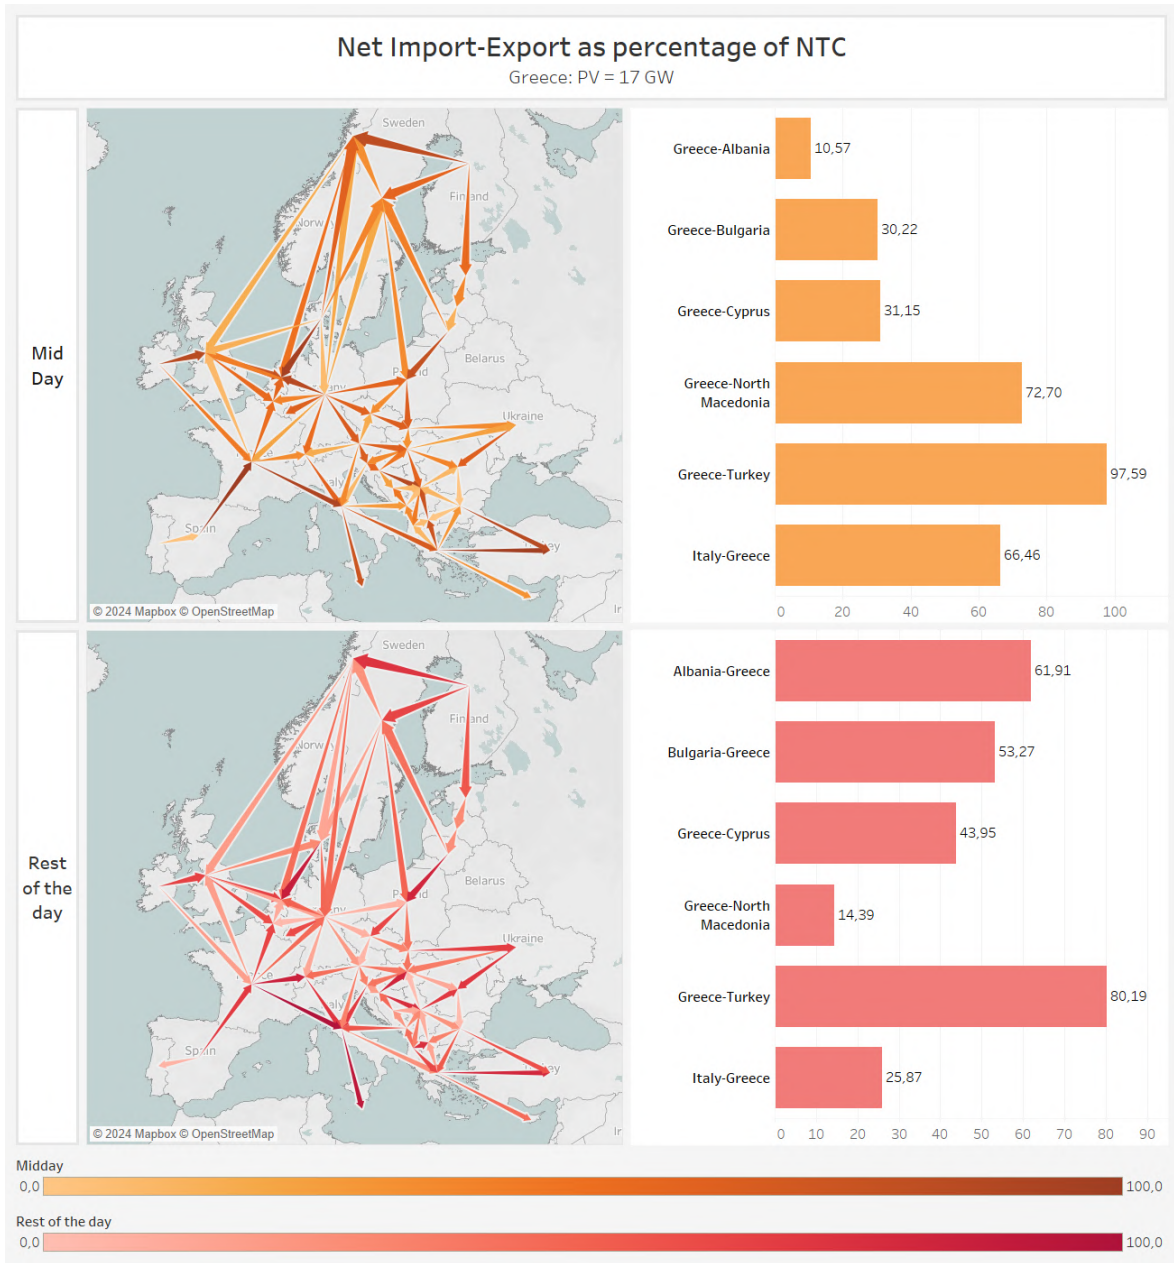 Net Import-Export as percentage of NTC
Greece: PV = 17 GW
Mid
Day
Sweden
Finland
Norw
Belarus
Ukraine
Spain
© 2024 Mapbox © OpenStreetMap
Greece-Albania
10,57
Greece-Bulgaria
30,22
Greece-Cyprus
31,15
Greece-North
Macedonia
72,70
Greece-Turkey
97,59
Italy-Greece
66,46
0 20 40 60 80 100
Rest
of the
day
Sweden
Finland
Norw
Belarus
Ukraine
Spain
© 2024 Mapbox © OpenStreetMap
Albania-Greece
61,91
Bulgaria-Greece
53,27
Greece-Cyprus
43,95
Greece-North
Macedonia
14,39
Greece-Turkey
80,19
Italy-Greece
25,87
0 10 20 30 40 50 60 70 80 90
Midday
0,0 100,0
Rest of the day
0,0 100,0